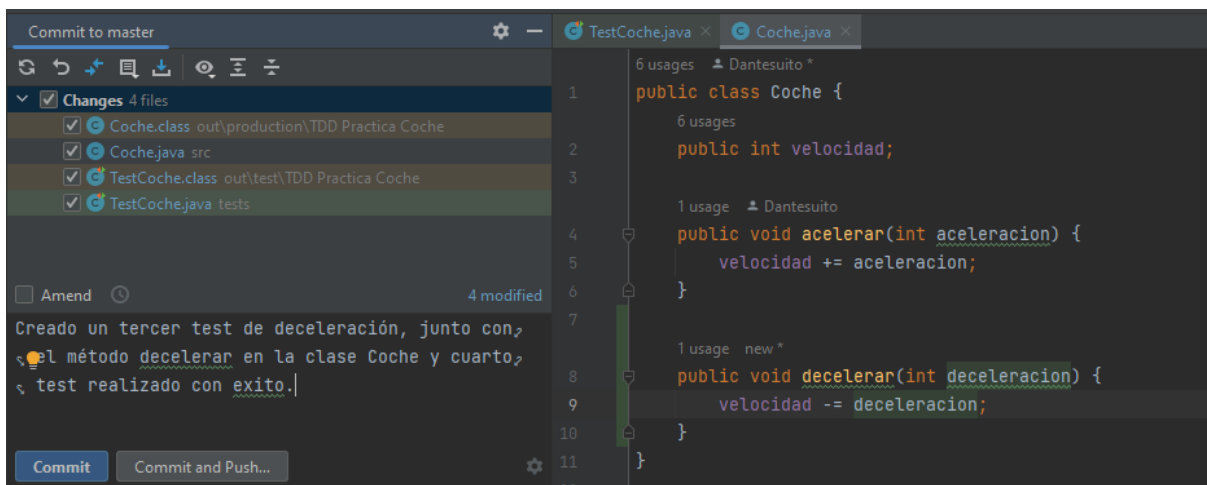 Commit to master
Changes 4 files
Coche.class out\production\TDD Practica Coche
Coche.java src
TestCoche.class out\test\TDD Practica Coche
TestCoche.java tests
Amend
4 modified
Creado un tercer test de deceleración, junto con
el método decelerar en la clase Coche y cuarto
test realizado con exito.
Commit
Commit and Push...
TestCoche.java
Coche.java
6 usages Dantesuito *
1 public class Coche {
6 usages
2 public int velocidad;
3
1 usage Dantesuito
4 public void acelerar(int aceleracion) {
5 velocidad += aceleracion;
6 }
7
1 usage new *
8 public void decelerar(int deceleracion) {
9 velocidad -= deceleracion;
10 }
11 }